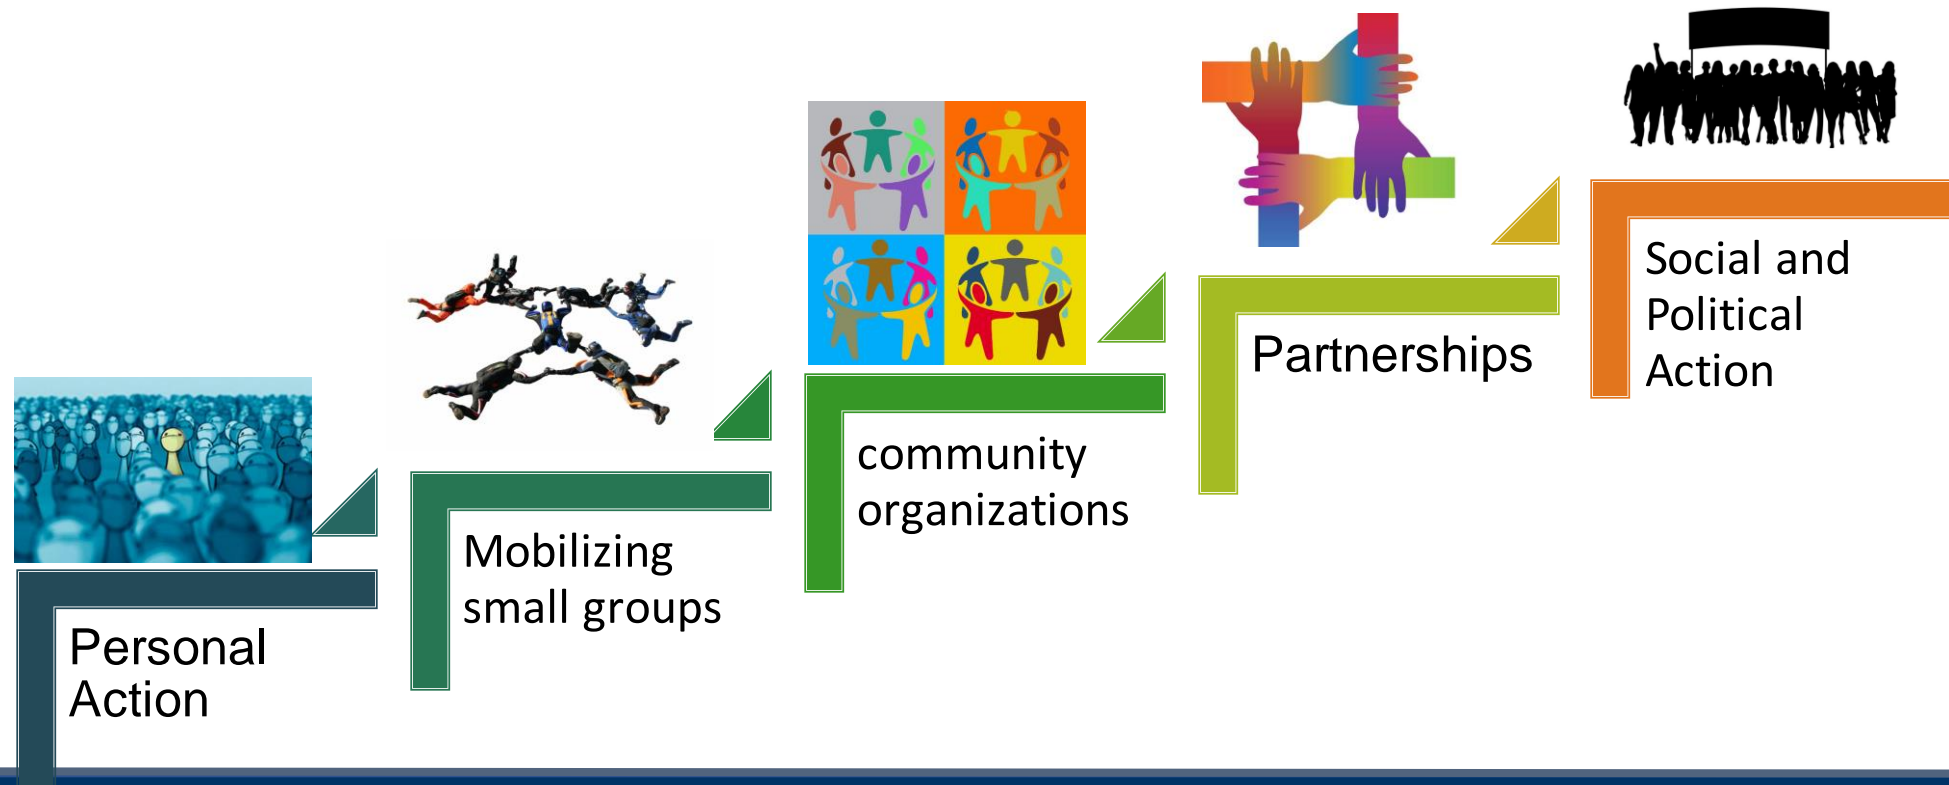 Personal
Action
Mobilizing
small groups
community
organizations
Partnerships
Social and
Political
Action